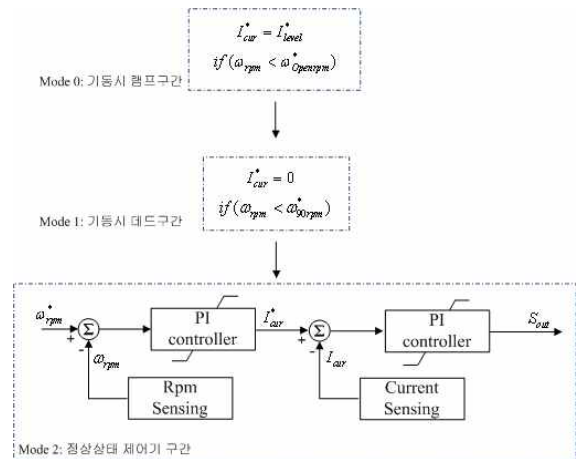 I*cur = I*level
if(ωrpm < ω*Openrpm)
Mode 0: 기동시 램프구간
I*cur = 0
if(ωrpm < ω*90rpm)
Mode 1: 기동시 데드구간
ω*rpm
+
Σ
-
ωrpm
PI
controller
I*cur
+
Σ
-
Icur
PI
controller
Sout
Rpm
Sensing
Current
Sensing
Mode 2: 정상상태 제어기 구간